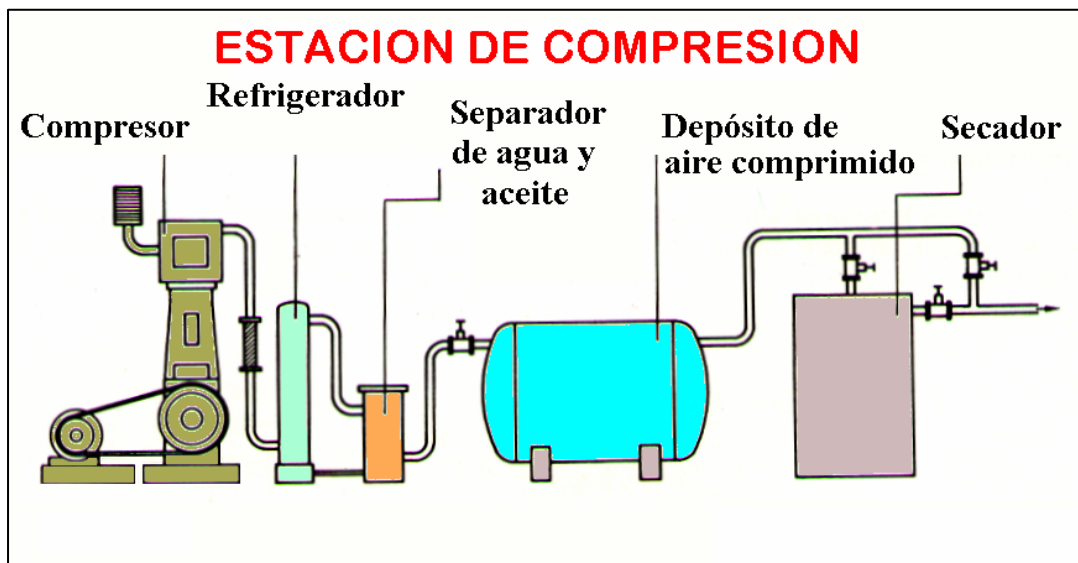 ESTACION DE COMPRESION
Compresor
Refrigerador
Separador
de agua y
aceite
Depósito de
aire comprimido
Secador